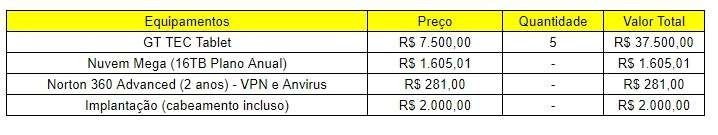 Equipamentos Preço Quantidade Valor Total
GT TEC Tablet R$ 7.500,00 5 R$ 37.500,00
Nuvem Mega (16TB Plano Anual) R$ 1.605,01 - R$ 1.605,01
Norton 360 Advanced (2 anos) - VPN e Anvirus R$ 281,00 - R$ 281,00
Implantação (cabeamento incluso) R$ 2.000,00 - R$ 2.000,00